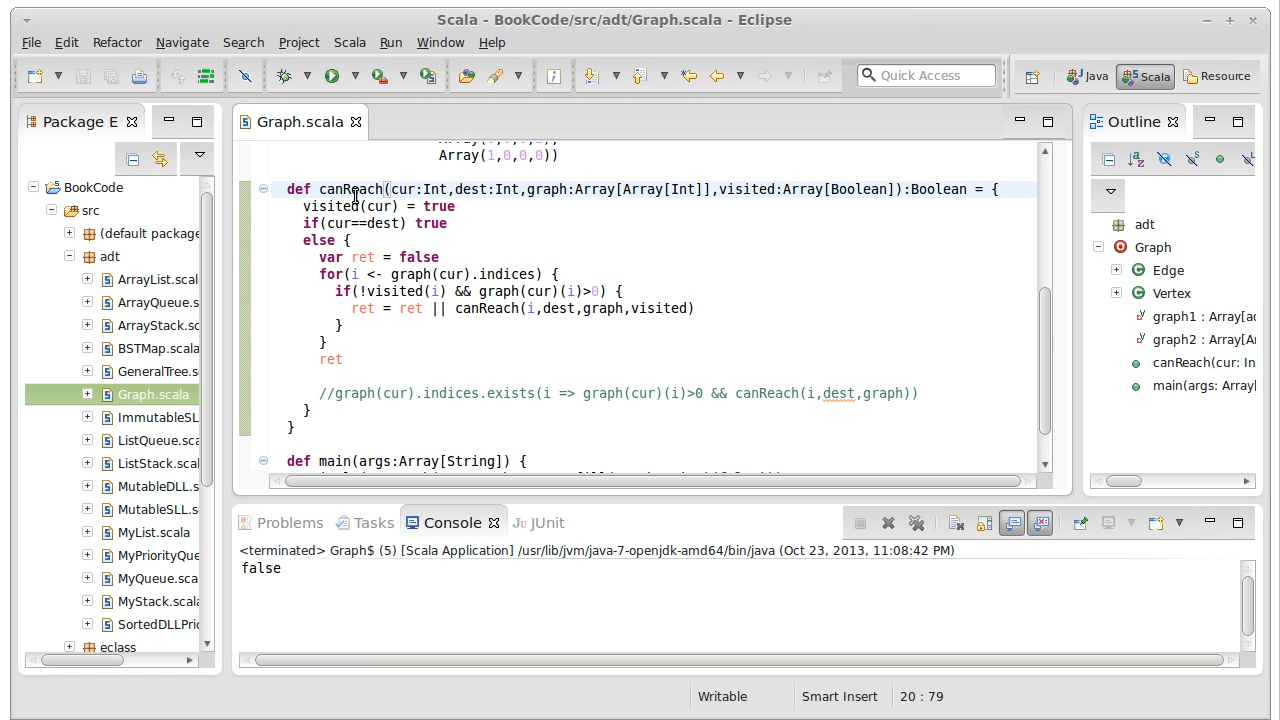 Scala - BookCode/src/adt/Graph.scala - Eclipse
File Edit Refactor Navigate Search Project Scala Run Window Help
Quick Access
Java Scala Resource
Package E
Graph.scala
Outline
BookCode
src
(default package
adt
ArrayList.scal
ArrayQueue.s
ArrayStack.sc
BSTMap.scala
GeneralTree.s
Graph.scala
ImmutableSL
ListQueue.sca
ListStack.scal
MutableDLL.s
MutableSLL.s
MyList.scala
MyPriorityQue
MyQueue.sca
MyStack.scala
SortedDLLPrio
eclass
Array(1,0,0,0))
def canReach(cur:Int,dest:Int,graph:Array[Array[Int]],visited:Array[Boolean]):Boolean = {
visited(cur) = true
if(cur==dest) true
else {
var ret = false
for(i <- graph(cur).indices) {
if(!visited(i) && graph(cur)(i)>0) {
ret = ret || canReach(i,dest,graph,visited)
}
}
ret
//graph(cur).indices.exists(i => graph(cur)(i)>0 && canReach(i,dest,graph))
}
}
def main(args:Array[String]) {
adt
Graph
Edge
Vertex
graph1 : Array[ad
graph2 : Array[Ar
canReach(cur: In
main(args: Array[
Problems Tasks Console JUnit
<terminated> Graph$ (5) [Scala Application] /usr/lib/jvm/java-7-openjdk-amd64/bin/java (Oct 23, 2013, 11:08:42 PM)
false
Writable Smart Insert 20 : 79